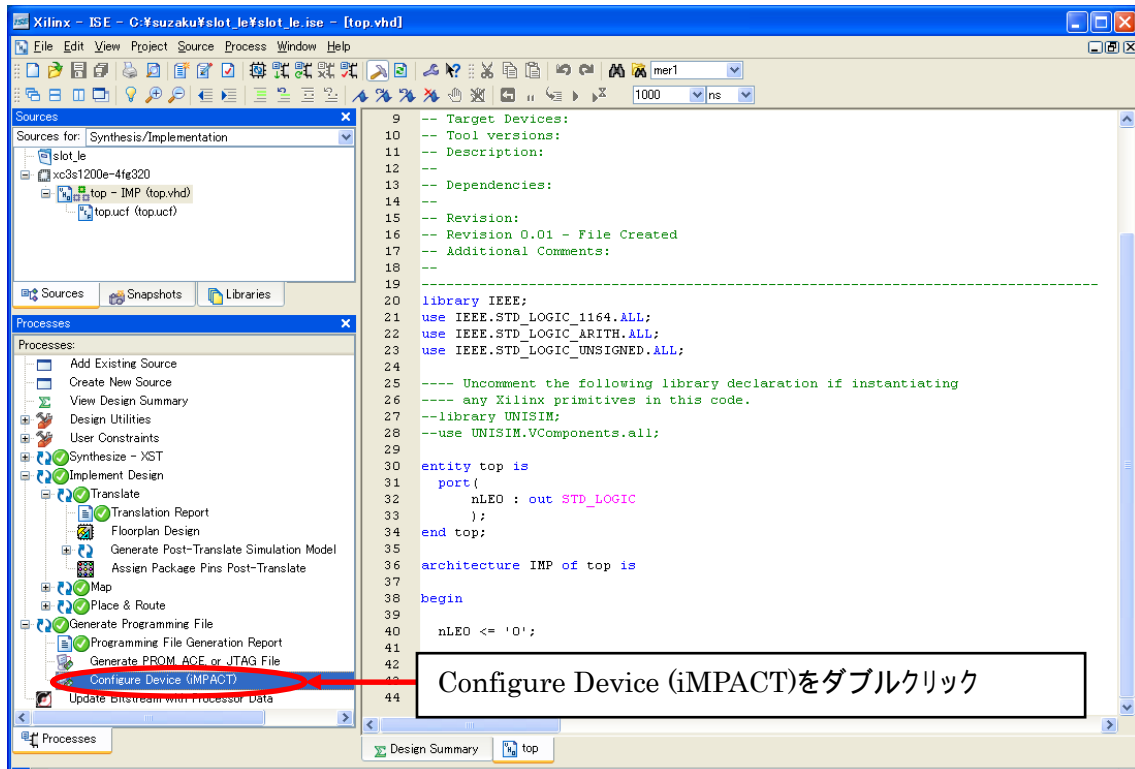 Xilinx - ISE - C:¥suzaku¥slot_le¥slot_le.ise - [top.vhd]
File Edit View Project Source Process Window Help
mer1
1000 ns
Sources
Sources for: Synthesis/Implementation
slot_le
xc3s1200e-4fg320
top - IMP (top.vhd)
top.ucf (top.ucf)
Sources Snapshots Libraries
Processes
Processes:
Add Existing Source
Create New Source
View Design Summary
Design Utilities
User Constraints
Synthesize - XST
Implement Design
Translate
Translation Report
Floorplan Design
Generate Post-Translate Simulation Model
Assign Package Pins Post-Translate
Map
Place & Route
Generate Programming File
Programming File Generation Report
Generate PROM, ACE, or JTAG File
Configure Device (iMPACT)
Update Bitstream with Processor Data
Processes
9 -- Target Devices:
10 -- Tool versions:
11 -- Description:
12 --
13 -- Dependencies:
14 --
15 -- Revision:
16 -- Revision 0.01 - File Created
17 -- Additional Comments:
18 --
19 ----------------------------------------------------------------------------------
20 library IEEE;
21 use IEEE.STD_LOGIC_1164.ALL;
22 use IEEE.STD_LOGIC_ARITH.ALL;
23 use IEEE.STD_LOGIC_UNSIGNED.ALL;
24
25 ---- Uncomment the following library declaration if instantiating
26 ---- any Xilinx primitives in this code.
27 --library UNISIM;
28 --use UNISIM.VComponents.all;
29
30 entity top is
31 port(
32 nLE0 : out STD_LOGIC
33 );
34 end top;
35
36 architecture IMP of top is
37
38 begin
39
40 nLE0 <= '0';
41
42
44
Configure Device (iMPACT)をダブルクリック
Design Summary top